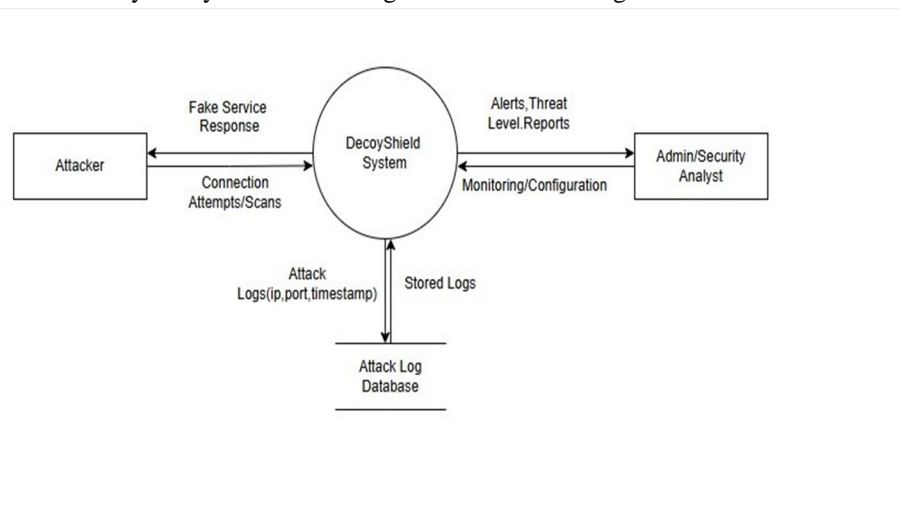 Fake Service
Response
Alerts,Threat
Level.Reports
DecoyShield
System
Attacker
Admin/Security
Analyst
Connection
Attempts/Scans
Monitoring/Configuration
Attack
Logs(ip,port,timestamp)
Stored Logs
Attack Log
Database